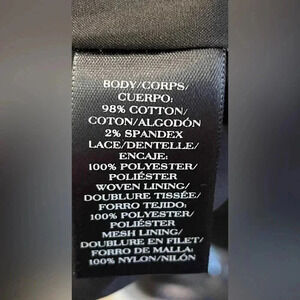 BODY/CORPS/
CUERPO:
98% COTTON/
COTON/ALGODÓN
2% SPANDEX
LACE/DENTELLE/
ENCAJE:
100% POLYESTER/
POLIÉSTER
WOVEN LINING/
DOUBLURE TISSÉE/
FORRO TEJIDO:
100% POLYESTER/
POLIÉSTER
MESH LINING/
DOUBLURE EN FILET/
FORRO DE MALLA:
100% NYLON/NILÓN